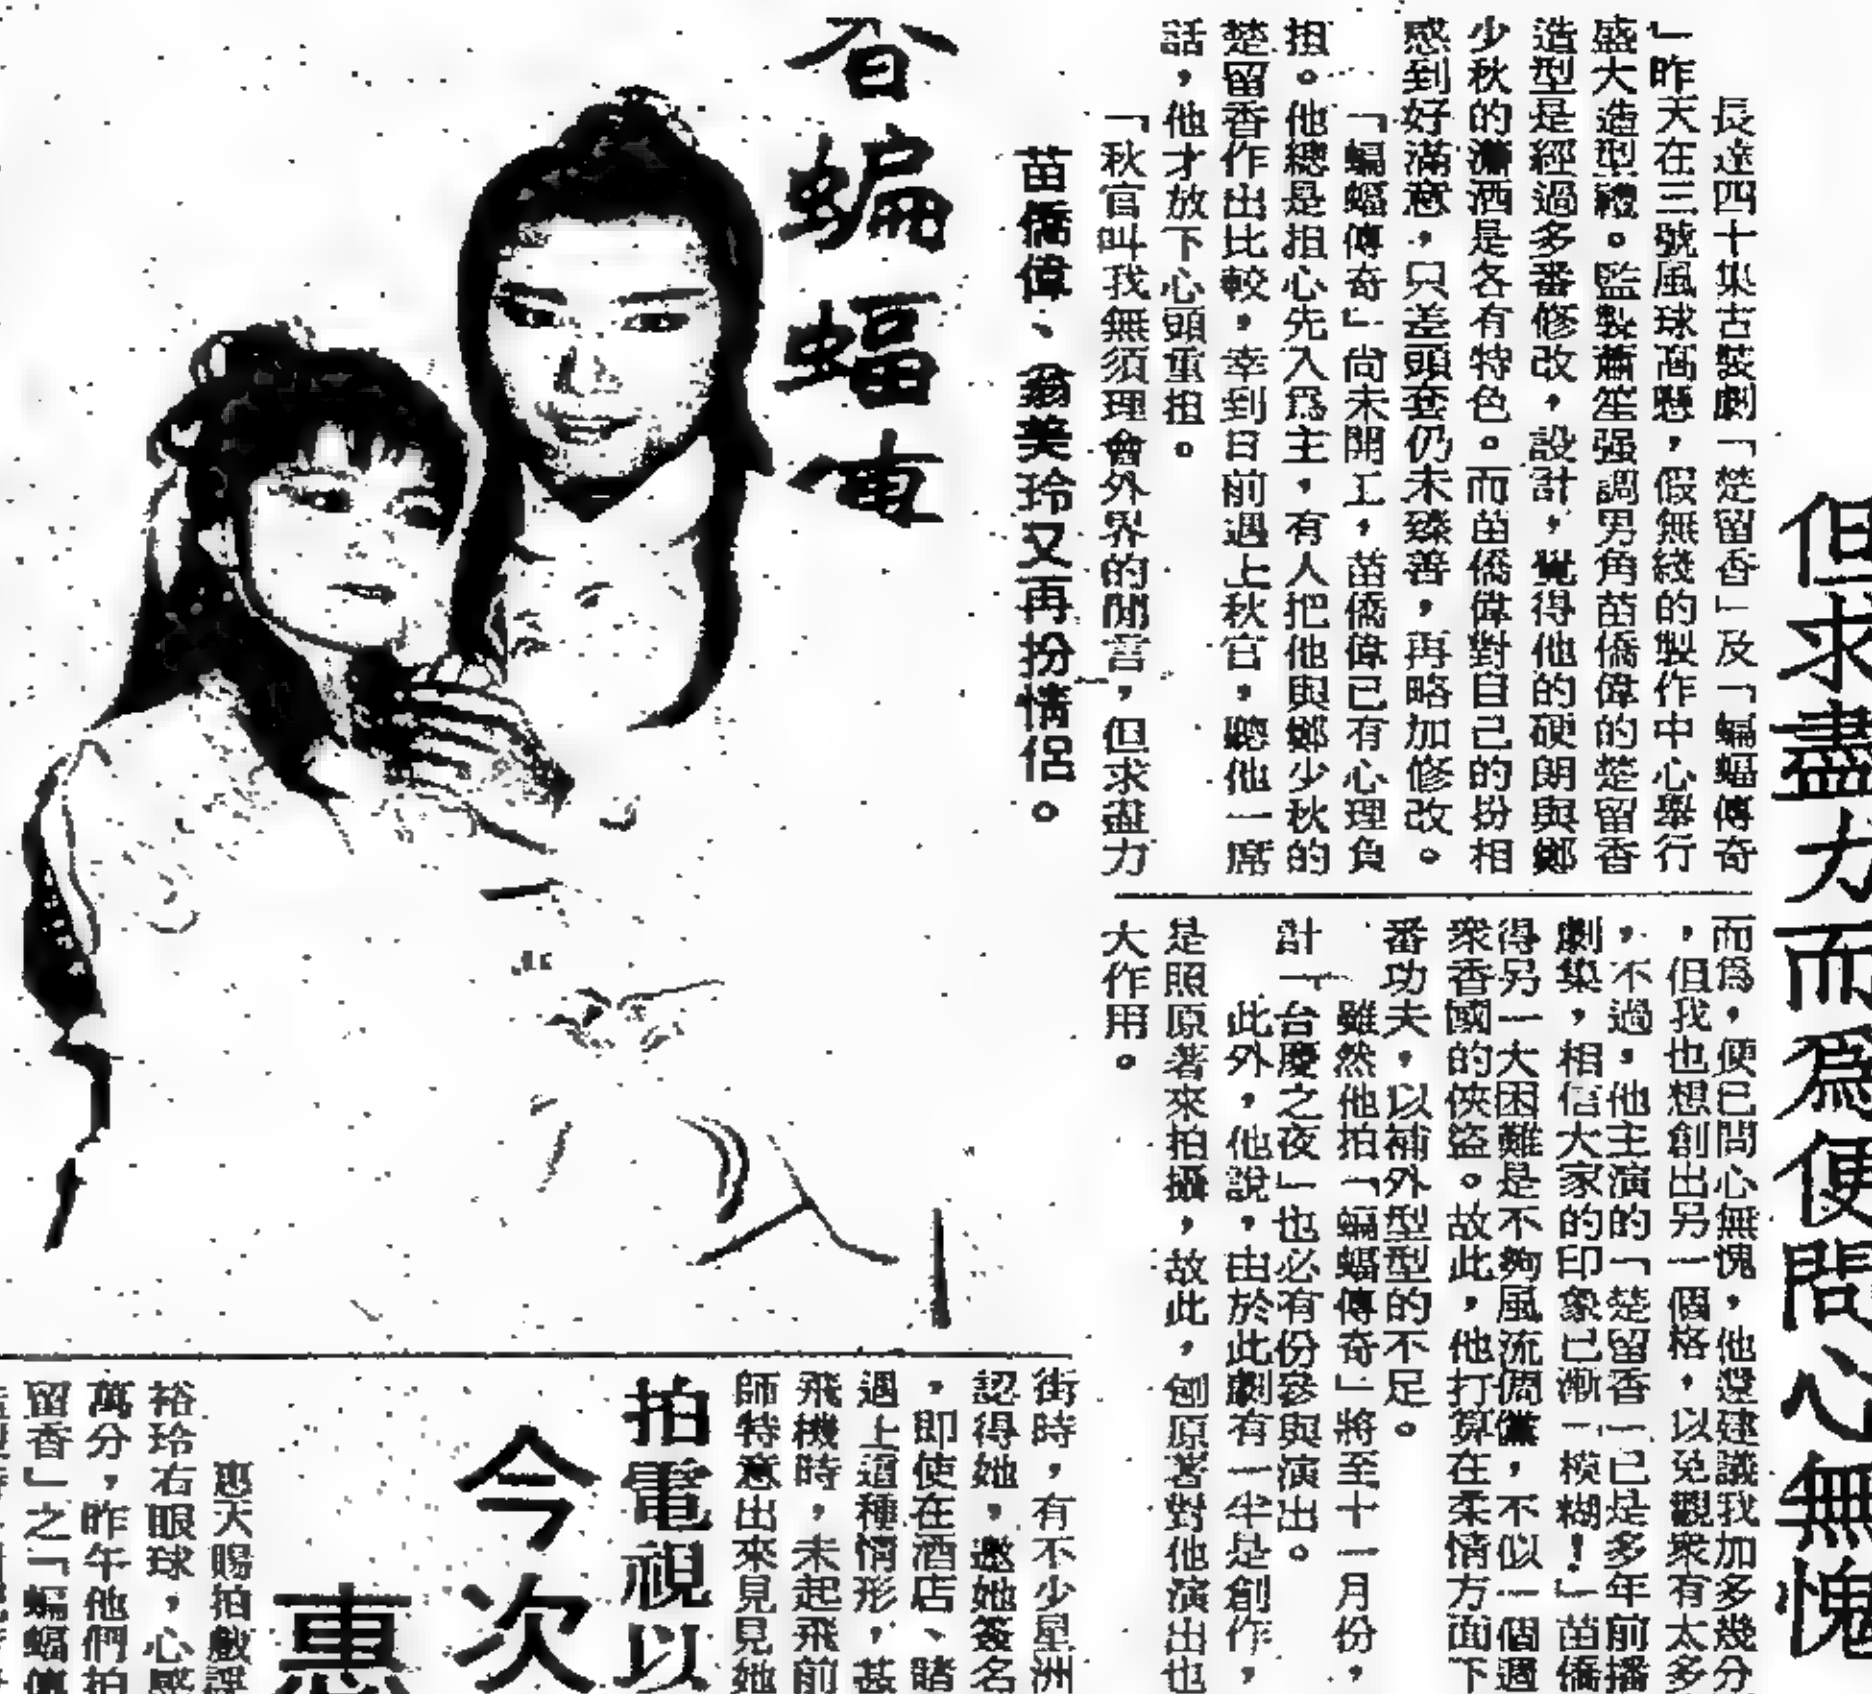 但求盡力而爲便問心無愧
長達四十集古裝劇「楚留香」及「蝙蝠傳奇
」昨天在三號風球高懸，假無綫的製作中心舉行
盛大造型禮。監製蕭笙强調男角苗僑偉的楚留香
造型是經過多番修改，設計，覺得他的硬朗與鄭
少秋的瀟洒是各有特色。而苗僑偉對自己的扮相
感到好滿意，只差頭套仍未臻善，再略加修改。
「蝙蝠傳奇」尚未開工，苗僑偉已有心理負
担。他總是担心先入爲主，有人把他與鄭少秋的
楚留香作出比較，幸到日前遇上秋官，聽他一席
話，他才放下心頭重担。
「秋官叫我無須理會外界的閒言，但求盡力
而爲，便已問心無愧，他還建議我加多幾分
，但我也想創出另一個格，以免觀衆有太多
，不過，他主演的「楚留香」已是多年前播
劇集，相信大家的印象已漸一模糊！」苗僑
得另一大困難是不夠風流倜儻，不似一個週
衆香國的俠盜。故此，他打算在柔情方面下
番功夫，以補外型型的不足。
雖然他拍「蝙蝠傳奇」將至十一月份，
計「台慶之夜」也必有份參與演出。
此外，他說，由於此劇有一半是創作，
是照原著來拍攝，故此，創原著對他演出也
大作用。
香蝙蝠
苗僑偉、翁美玲又再扮情侶。
街時，有不少星洲
認得她，邀她簽名
，即使在酒店、賭
遇上這種情形，甚
飛機時，未起飛前
師特意出來見見她
拍電視以
今次
惠
惠天賜拍戲誤
裕玲右眼球，心感
萬分，昨午他們拍
留香」之「蝙蝠傳